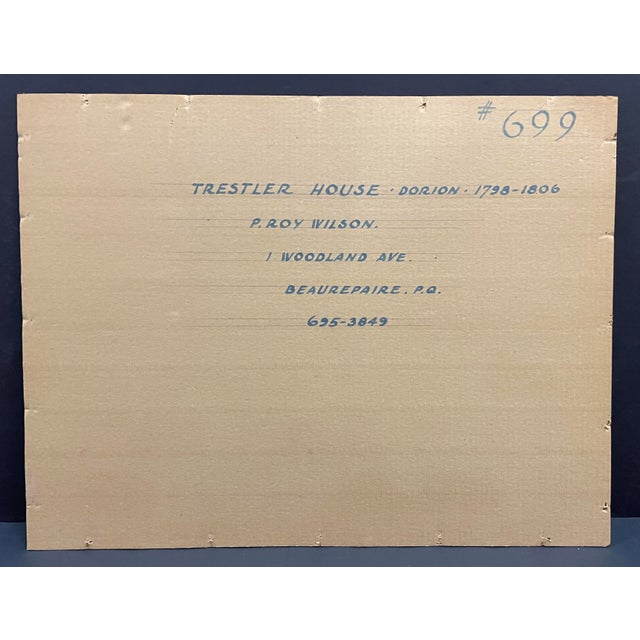 #699
TRESTLER HOUSE · DORION · 1798-1806
P. ROY WILSON.
1 WOODLAND AVE.
BEAUREPAIRE. P.Q.
695-3849